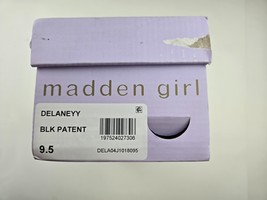 madden girl
DELANEYY
BLK PATENT
197524027306
9.5
DELA04J1018095